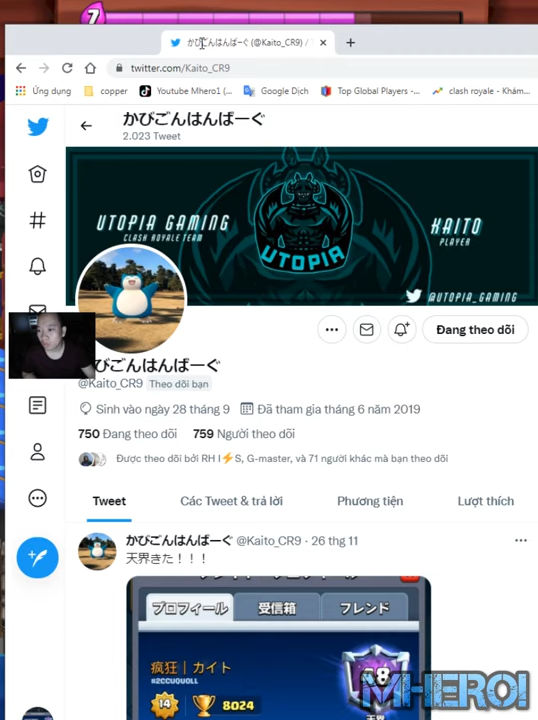 7
かびごんはんばーぐ (@Kaito_CR9) /
twitter.com/Kaito_CR9
Ứng dụng copper Youtube Mhero1 (... Google Dịch Top Global Players -... clash royale - Khám...
かびごんはんばーぐ
2.023 Tweet
UTOPIA GAMING
CLASH ROYALE TEAM
KAITO
PLAYER
UTOPIA
@UTOPIA_GAMING
Đang theo dõi
びごんはんばーぐ
@Kaito_CR9 Theo dõi bạn
Sinh vào ngày 28 tháng 9 Đã tham gia tháng 6 năm 2019
750 Đang theo dõi 759 Người theo dõi
Được theo dõi bởi RH I⚡S, G-master, và 71 người khác mà bạn theo dõi
Tweet Các Tweet & trả lời Phương tiện Lượt thích
かびごんはんばーぐ @Kaito_CR9 · 26 thg 11
天界きた！！！
プロフィール 受信箱 フレンド
疯狂｜カイト
#2CCUQUOLL
14 8024
MHERO1